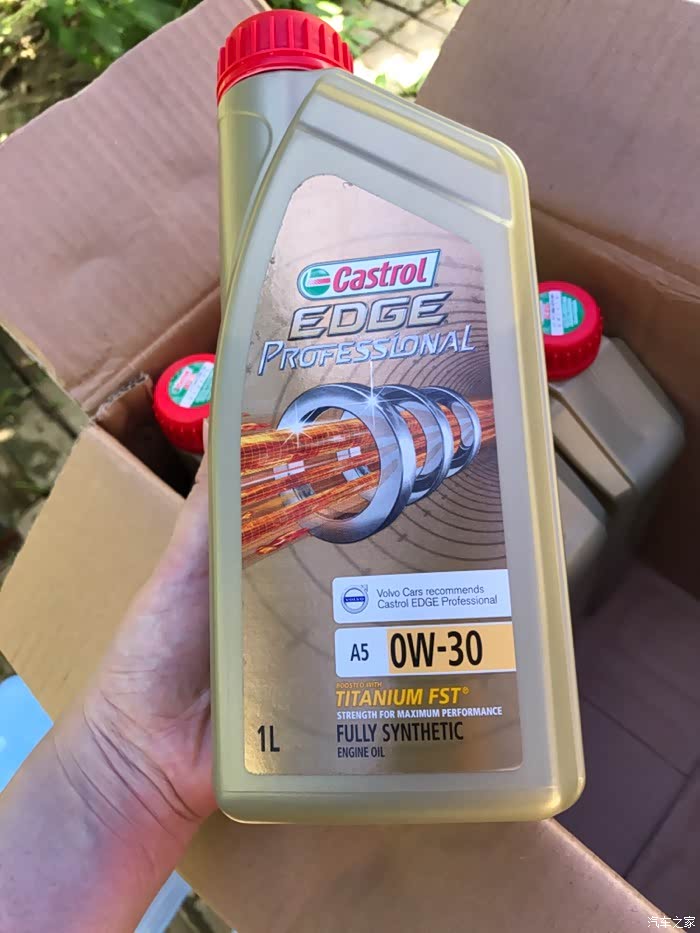 Castrol
EDGE
PROFESSIONAL
VOLVO
Volvo Cars recommends
Castrol EDGE Professional
A5 0W-30
BOOSTED WITH
TITANIUM FST®
STRENGTH FOR MAXIMUM PERFORMANCE
1L
FULLY SYNTHETIC
ENGINE OIL
汽车之家